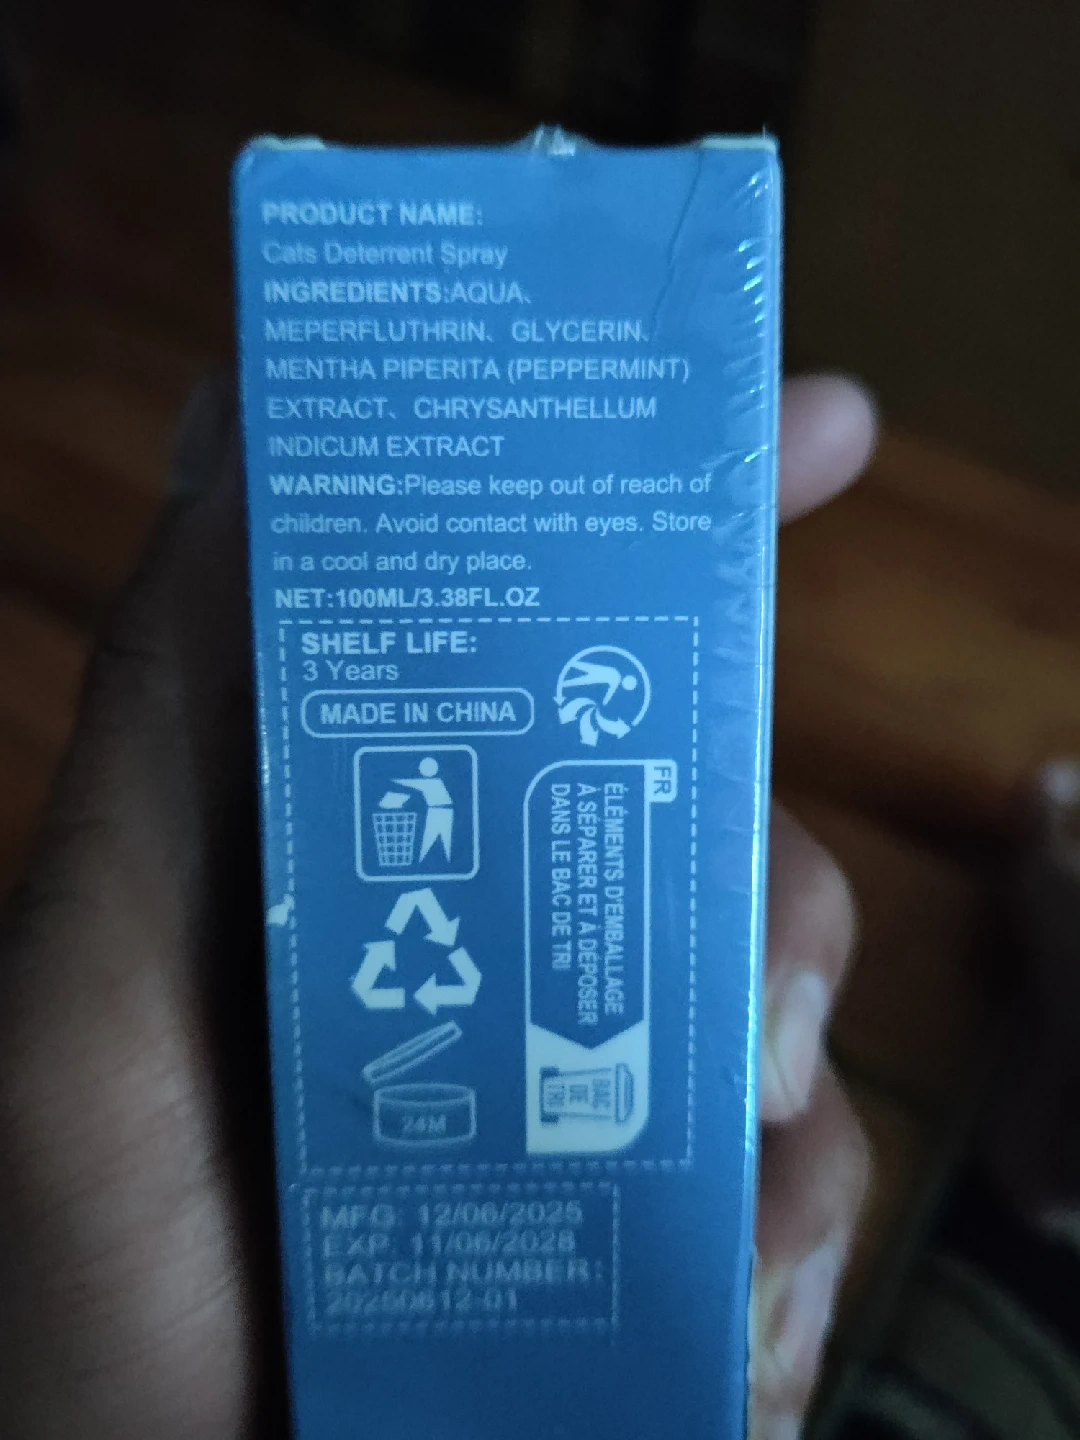 PRODUCT NAME:
Cats Deterrent Spray
INGREDIENTS:AQUA、
MEPERFLUTHRIN、GLYCERIN、
MENTHA PIPERITA (PEPPERMINT)
EXTRACT、CHRYSANTHELLUM
INDICUM EXTRACT
WARNING:Please keep out of reach of
children. Avoid contact with eyes. Store
in a cool and dry place.
NET:100ML/3.38FL.OZ
SHELF LIFE:
3 Years
MADE IN CHINA
FR
ÉLÉMENTS D'EMBALLAGE
À SÉPARER ET À DÉPOSER
DANS LE BAC DE TRI
BAC
DE
TRI
24M
MFG: 12/06/2025
EXP: 11/06/2028
BATCH NUMBER:
20250612-01